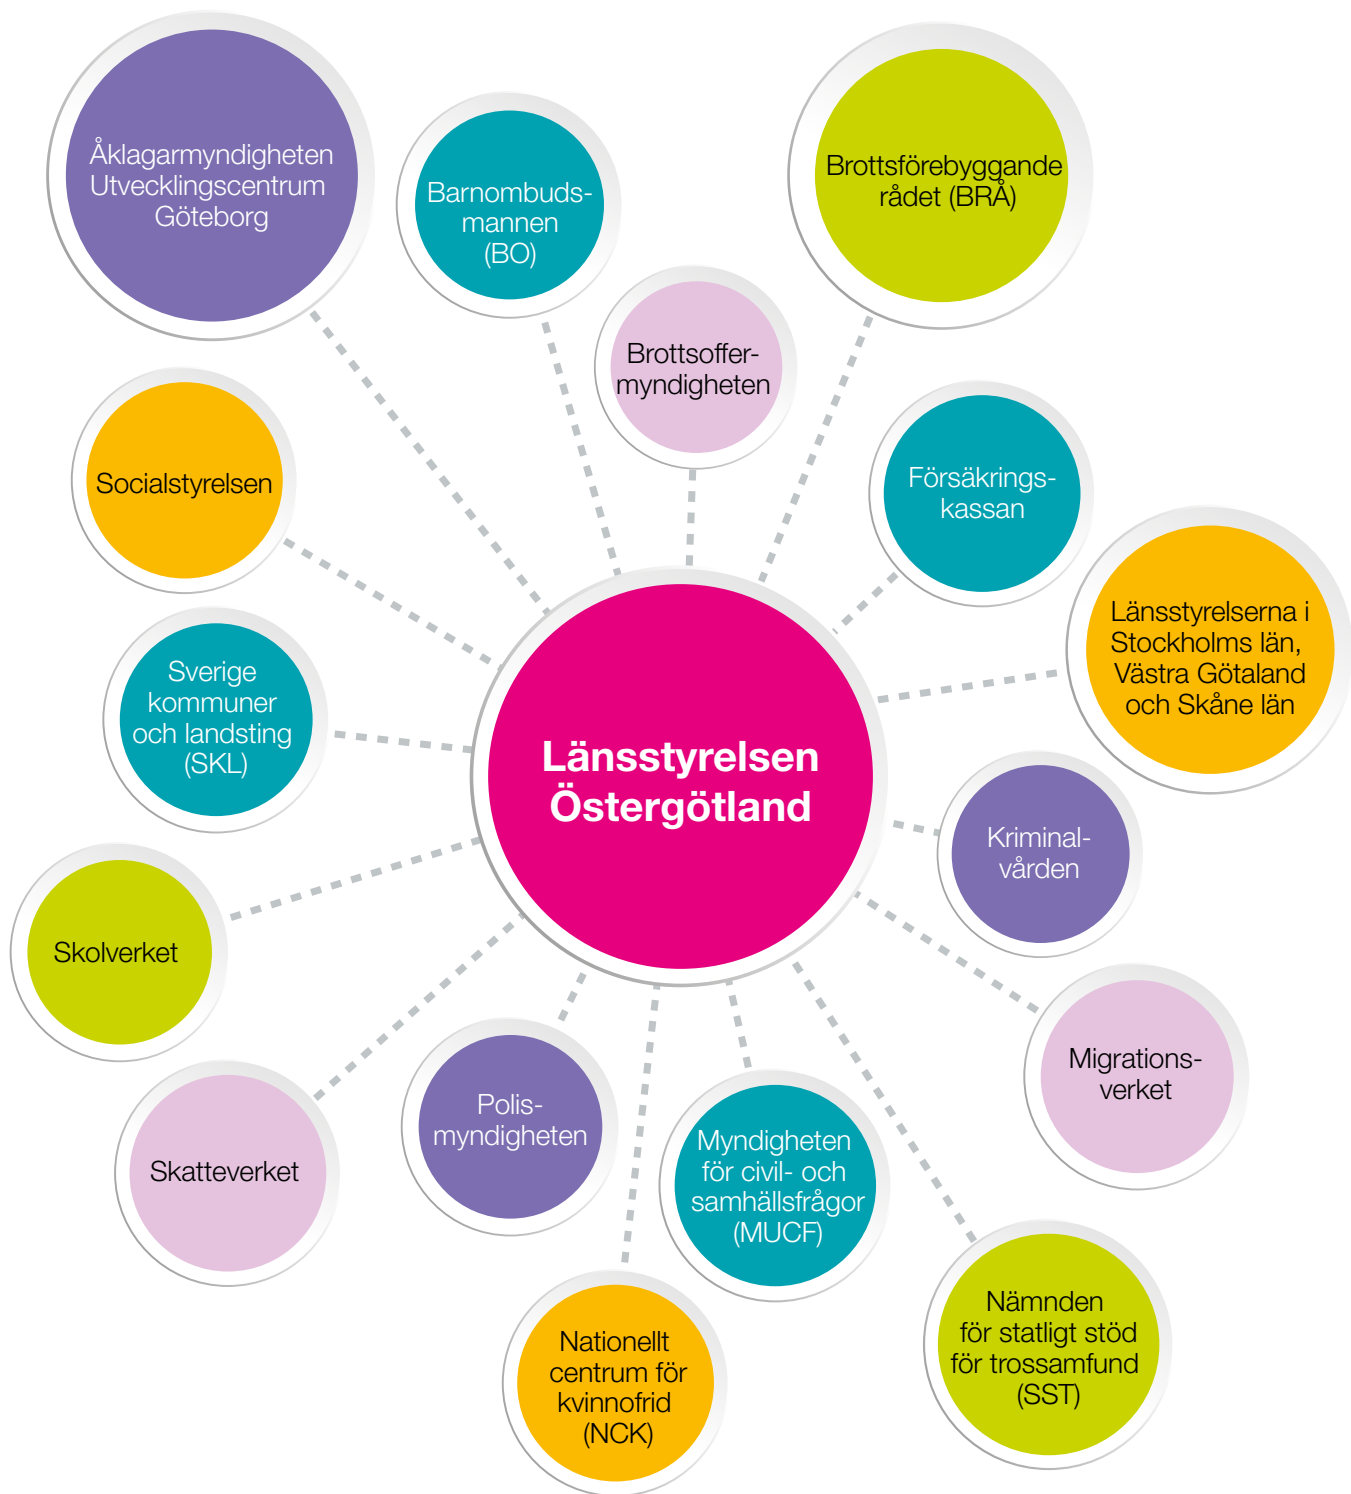 Åklagarmyndigheten
Utvecklingscentrum
Göteborg
Barnombuds-
mannen
(BO)
Brottsförebyggande
rådet (BRÅ)
Brottsoffer-
myndigheten
Socialstyrelsen
Försäkrings-
kassan
Länsstyrelserna i
Stockholms län,
Västra Götaland
och Skåne län
Sverige
kommuner
och landsting
(SKL)
Länsstyrelsen
Östergötland
Kriminal-
vården
Skolverket
Migrations-
verket
Skatteverket
Polis-
myndigheten
Myndigheten
för civil- och
samhällsfrågor
(MUCF)
Nämnden
för statligt stöd
för trossamfund
(SST)
Nationellt
centrum för
kvinnofrid
(NCK)